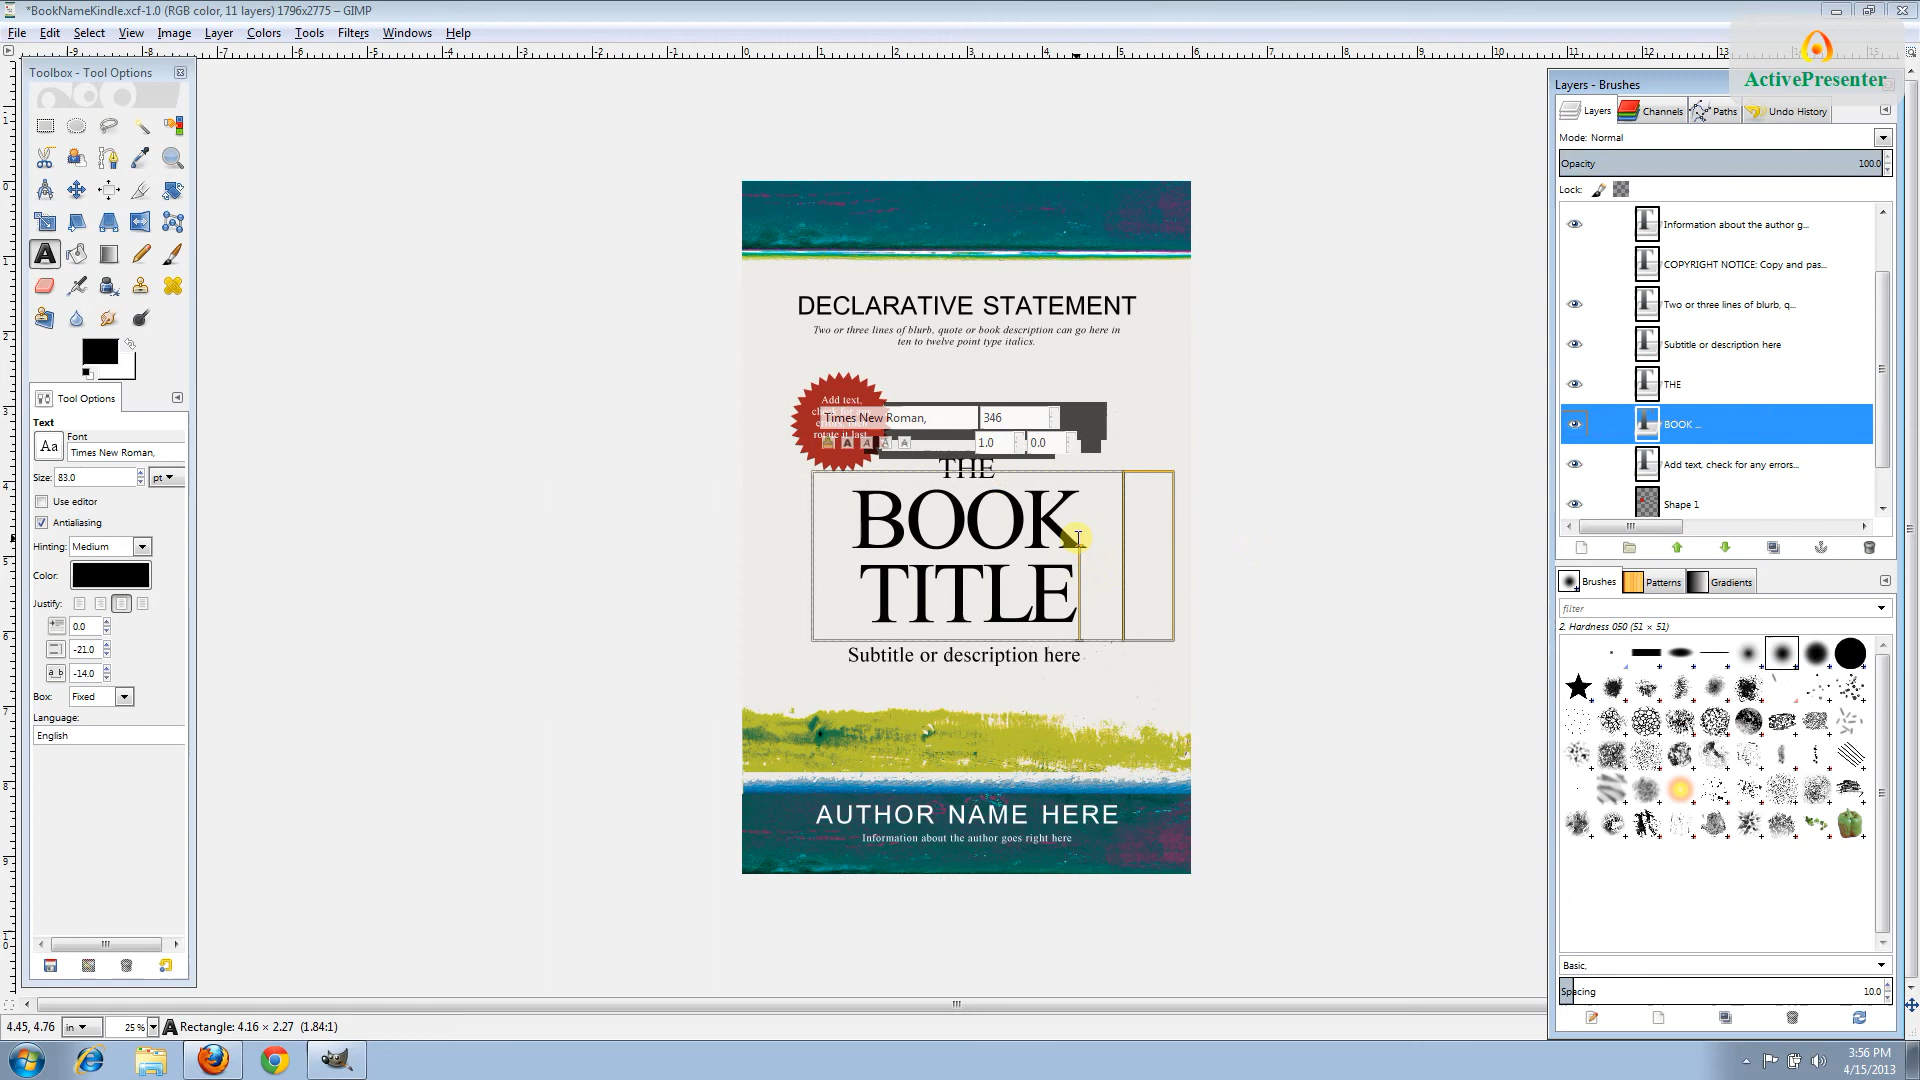 *BookNameKindle.xcf-1.0 (RGB color, 11 layers) 1796x2775 – GIMP
File Edit Select View Image Layer Colors Tools Filters Windows Help
ActivePresenter
Toolbox - Tool Options
Tool Options
Text
Font
Aa
Times New Roman,
Size: 83.0 pt
Use editor
Antialiasing
Hinting: Medium
Color:
Justify:
0.0
-21.0
-14.0
Box: Fixed
Language:
English
DECLARATIVE STATEMENT
Two or three lines of blurb, quote or book description can go here in
ten to twelve point type italics.
Add text,
Times New Roman, 346
rotate it last
1.0 0.0
THE
BOOK
TITLE
Subtitle or description here
AUTHOR NAME HERE
Information about the author goes right here
Layers - Brushes
Layers Channels Paths Undo History
Mode: Normal
Opacity 100.0
Lock:
Information about the author g...
COPYRIGHT NOTICE: Copy and pas...
Two or three lines of blurb, q...
Subtitle or description here
THE
BOOK ...
Add text, check for any errors...
Shape 1
Brushes Patterns Gradients
filter
2. Hardness 050 (51 × 51)
Basic,
Spacing 10.0
4.45, 4.76 in 25 % Rectangle: 4.16 × 2.27 (1.84:1)
3:56 PM
4/15/2013